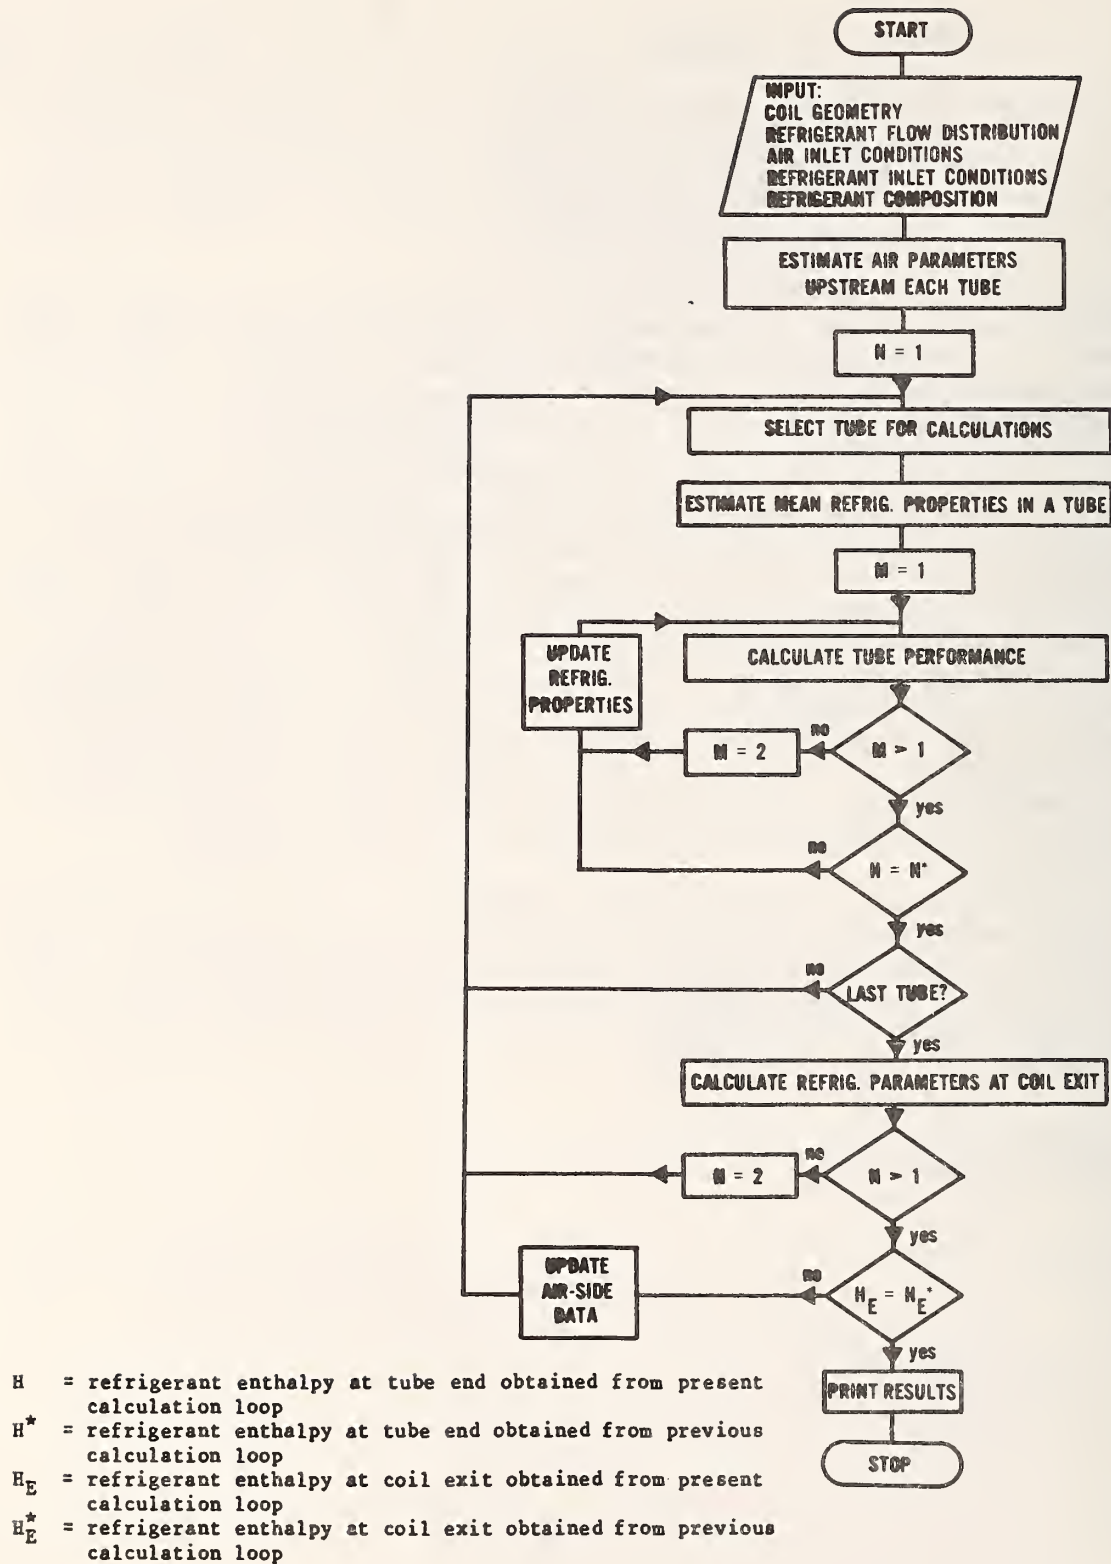 START
INPUT:
COIL GEOMETRY
REFRIGERANT FLOW DISTRIBUTION
AIR INLET CONDITIONS
REFRIGERANT INLET CONDITIONS
REFRIGERANT COMPOSITION
ESTIMATE AIR PARAMETERS
UPSTREAM EACH TUBE
N = 1
SELECT TUBE FOR CALCULATIONS
ESTIMATE MEAN REFRIG. PROPERTIES IN A TUBE
M = 1
UPDATE
REFRIG.
PROPERTIES
CALCULATE TUBE PERFORMANCE
M > 1
no
M = 2
yes
H = H*
no
yes
LAST TUBE?
no
yes
CALCULATE REFRIG. PARAMETERS AT COIL EXIT
N > 1
no
N = 2
yes
H_E = H_E*
no
UPDATE
AIR-SIDE
DATA
yes
PRINT RESULTS
STOP
H = refrigerant enthalpy at tube end obtained from present
calculation loop
H* = refrigerant enthalpy at tube end obtained from previous
calculation loop
H_E = refrigerant enthalpy at coil exit obtained from present
calculation loop
H_E* = refrigerant enthalpy at coil exit obtained from previous
calculation loop